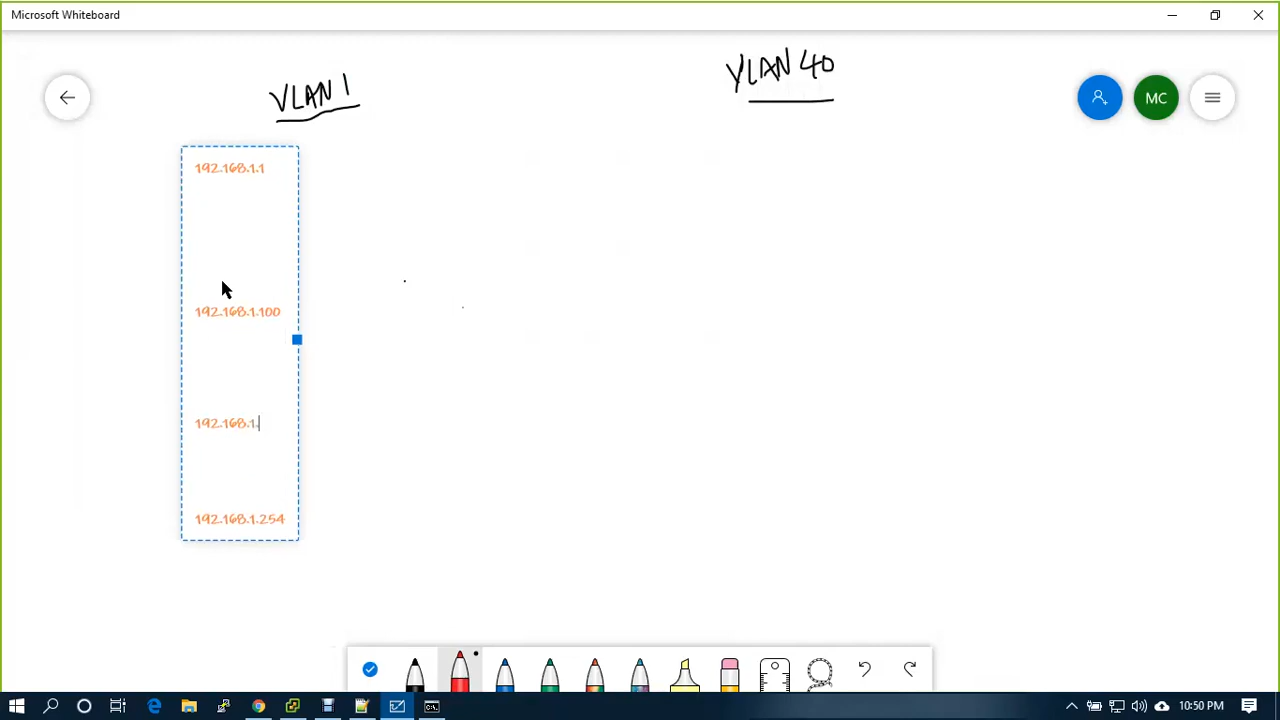 Microsoft Whiteboard
VLAN 1
VLAN 40
MC
192.168.1.1
192.168.1.100
192.168.1.
192.168.1.254
10:50 PM